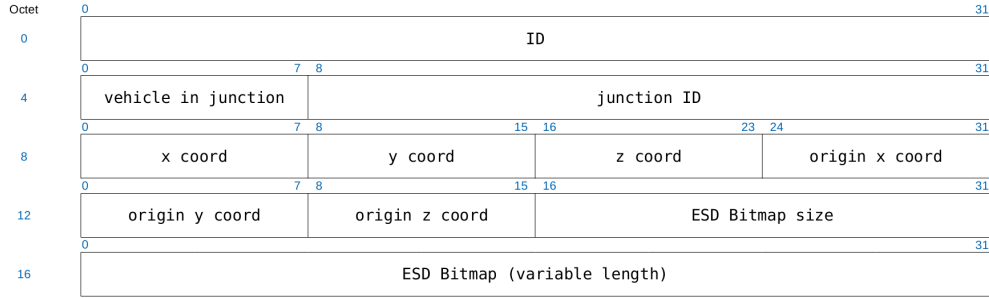 Octet 0 31
0 ID
0 7 8 31
4 vehicle in junction junction ID
0 7 8 15 16 23 24 31
8 x coord y coord z coord origin x coord
0 7 8 15 16 31
12 origin y coord origin z coord ESD Bitmap size
0 31
16 ESD Bitmap (variable length)